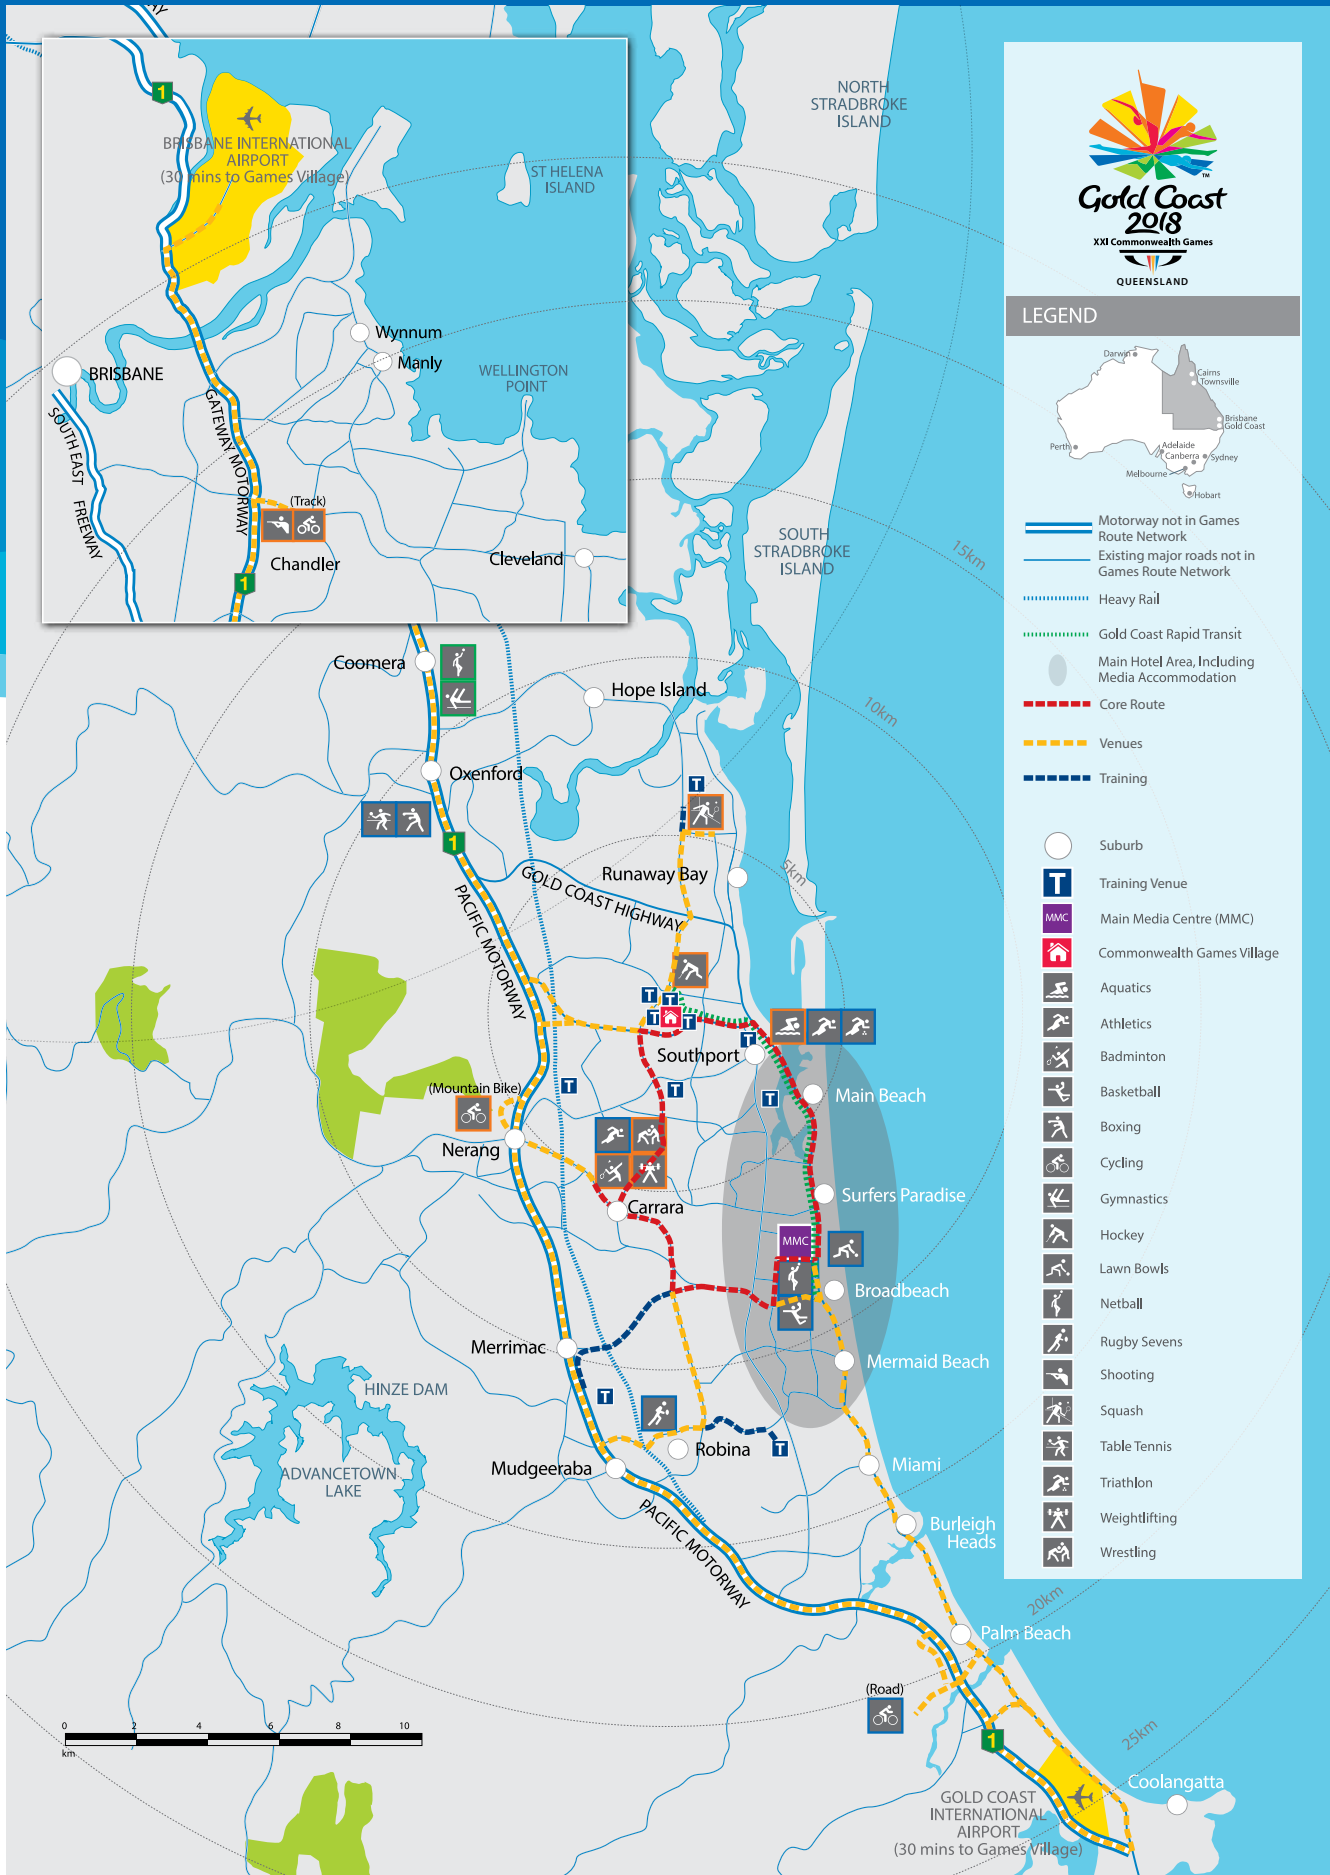 1
BRISBANE INTERNATIONAL
AIRPORT
(30 mins to Games Village)
ST HELENA
ISLAND
Wynnum
Manly
BRISBANE
WELLINGTON
POINT
GATEWAY MOTORWAY
SOUTH EAST FREEWAY
(Track)
Chandler
Cleveland
1
NORTH
STRADBROKE
ISLAND
SOUTH
STRADBROKE
ISLAND
15km
10km
5km
20km
25km
Coomera
Hope Island
Oxenford
T
1
Runaway Bay
GOLD COAST HIGHWAY
PACIFIC MOTORWAY
T
T
T
T
T
Southport
T
T
T
(Mountain Bike)
Main Beach
Nerang
Surfers Paradise
Carrara
MMC
Broadbeach
Merrimac
Mermaid Beach
HINZE DAM
T
Robina
T
Mudgeeraba
Miami
ADVANCETOWN
LAKE
PACIFIC MOTORWAY
Burleigh
Heads
Palm Beach
(Road)
1
Coolangatta
GOLD COAST
INTERNATIONAL
AIRPORT
(30 mins to Games Village)
0 2 4 6 8 10
km
Gold Coast
2018
TM
XXI Commonwealth Games
QUEENSLAND
LEGEND
Darwin
Cairns
Townsville
Brisbane
Gold Coast
Perth
Adelaide
Canberra
Sydney
Melbourne
Hobart
Motorway not in Games
Route Network
Existing major roads not in
Games Route Network
Heavy Rail
Gold Coast Rapid Transit
Main Hotel Area, Including
Media Accommodation
Core Route
Venues
Training
Suburb
T Training Venue
MMC Main Media Centre (MMC)
Commonwealth Games Village
Aquatics
Athletics
Badminton
Basketball
Boxing
Cycling
Gymnastics
Hockey
Lawn Bowls
Netball
Rugby Sevens
Shooting
Squash
Table Tennis
Triathlon
Weightlifting
Wrestling